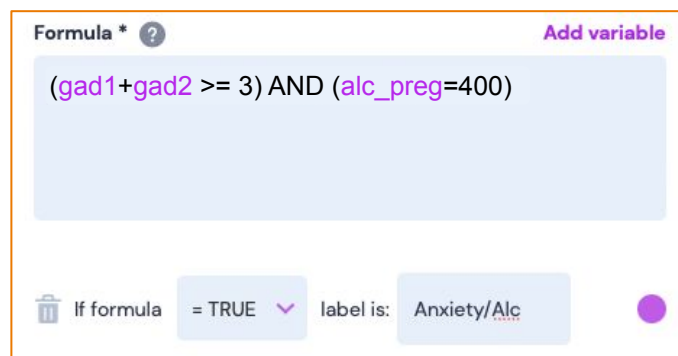 Formula * ? Add variable
(gad1+gad2 >= 3) AND (alc_preg=400)
If formula = TRUE label is: Anxiety/Alc